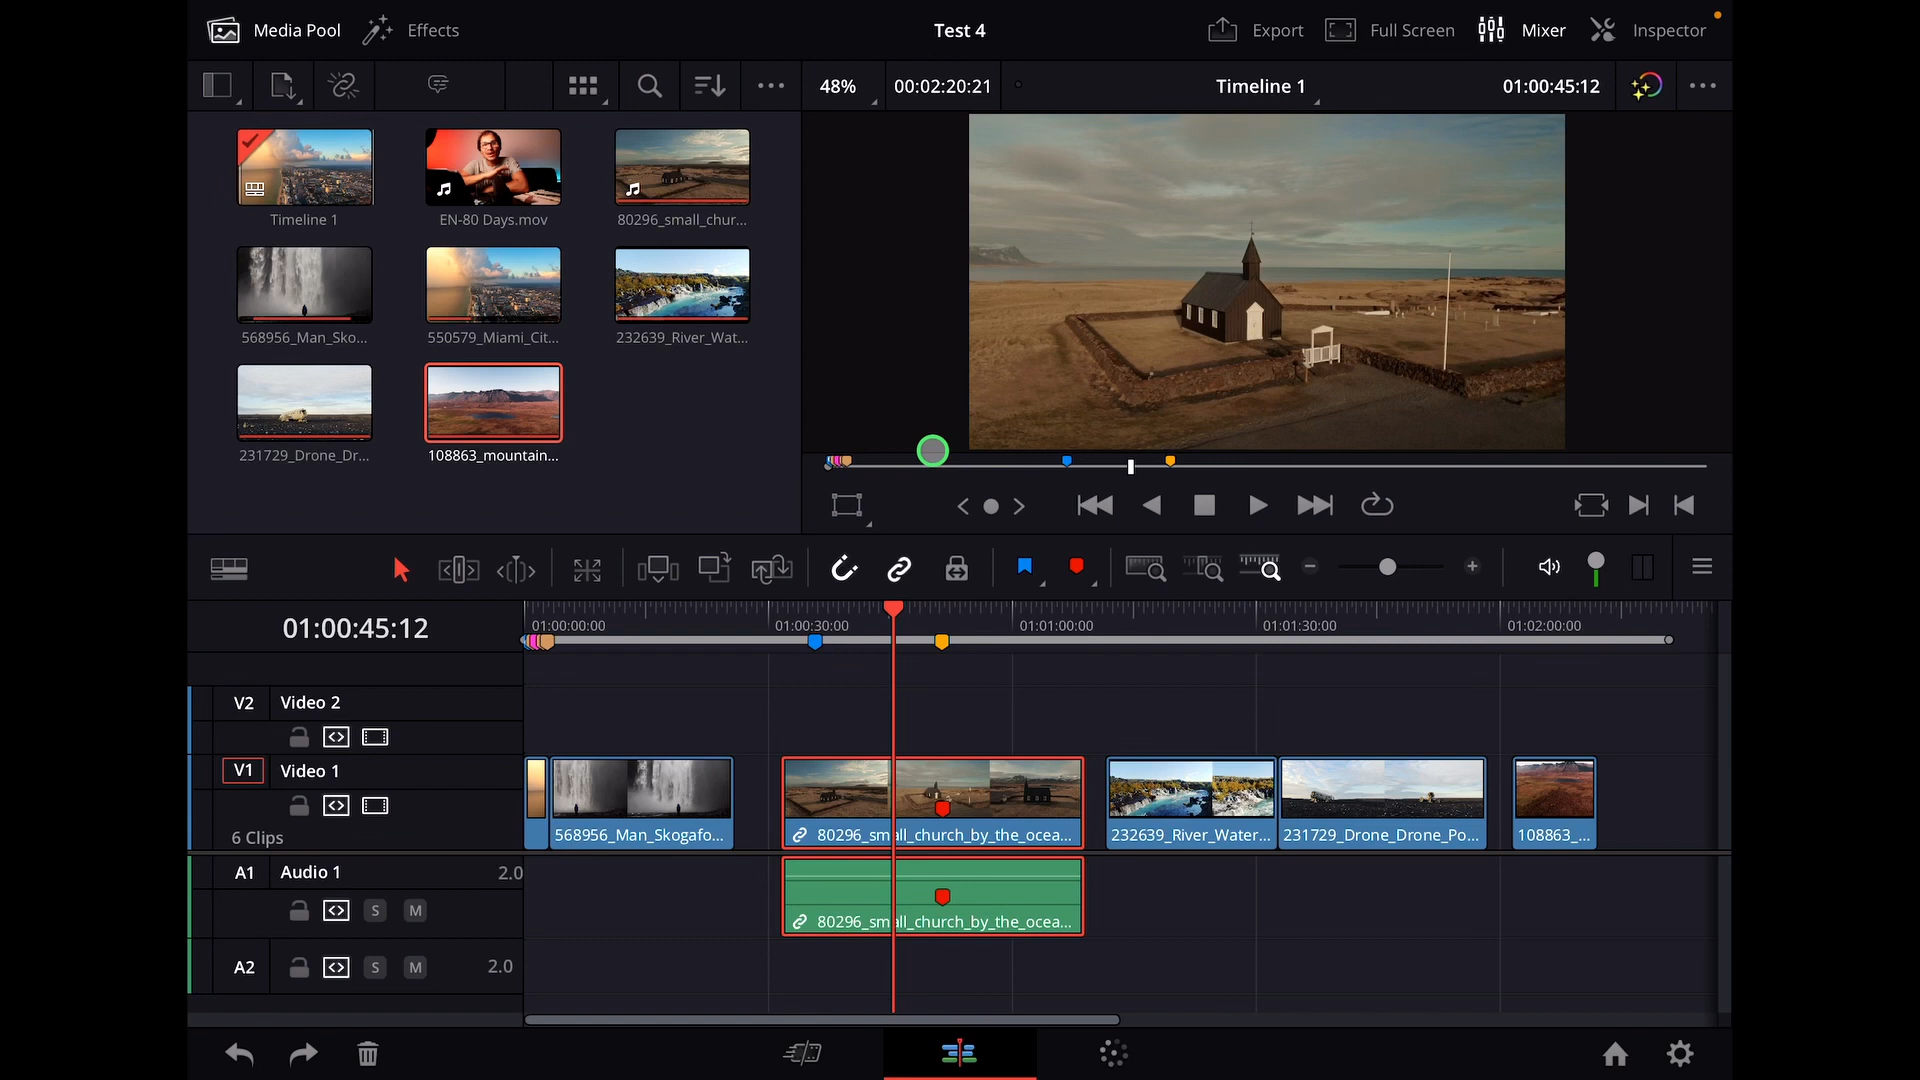 Media Pool
Effects
Test 4
Export
Full Screen
Mixer
Inspector
48%
00:02:20:21
Timeline 1
01:00:45:12
Timeline 1
EN-80 Days.mov
80296_small_chur...
568956_Man_Sko...
550579_Miami_Cit...
232639_River_Wat...
231729_Drone_Dr...
108863_mountain...
01:00:45:12
01:00:00:00
01:00:30:00
01:01:00:00
01:01:30:00
01:02:00:00
V2
Video 2
V1
Video 1
6 Clips
568956_Man_Skogafo...
80296_small_church_by_the_ocea...
232639_River_Water...
231729_Drone_Drone_Po...
108863_...
A1
Audio 1
2.0
S
M
80296_small_church_by_the_ocea...
A2
S
M
2.0